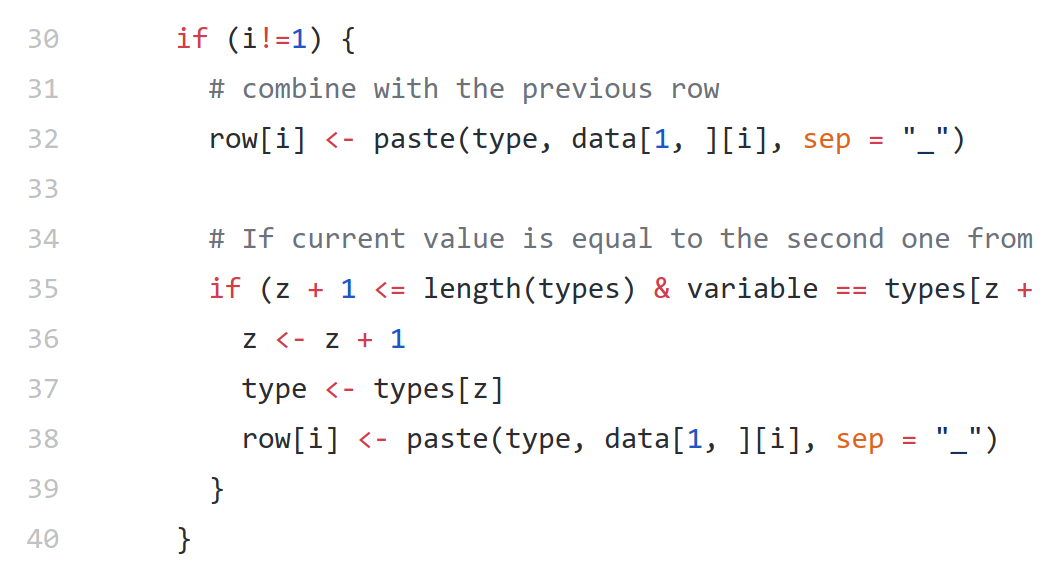 30 if (i!=1) {
31 # combine with the previous row
32 row[i] <- paste(type, data[1, ][i], sep = "_")
33
34 # If current value is equal to the second one from
35 if (z + 1 <= length(types) & variable == types[z +
36 z <- z + 1
37 type <- types[z]
38 row[i] <- paste(type, data[1, ][i], sep = "_")
39 }
40 }